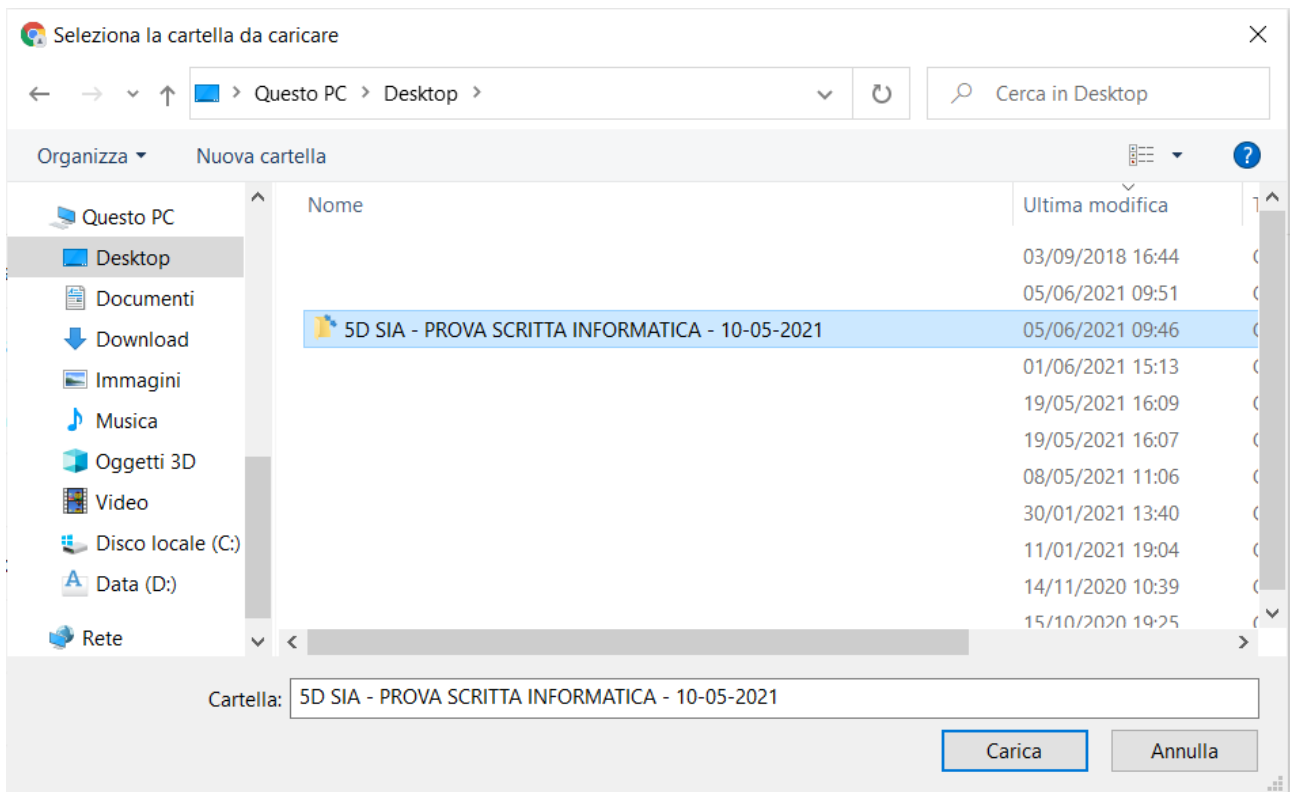 Seleziona la cartella da caricare
Questo PC > Desktop >
Cerca in Desktop
Organizza
Nuova cartella
?
Nome
Ultima modifica
Questo PC
Desktop
Documenti
Download
Immagini
Musica
Oggetti 3D
Video
Disco locale (C:)
A Data (D:)
Rete
03/09/2018 16:44
05/06/2021 09:51
5D SIA - PROVA SCRITTA INFORMATICA - 10-05-2021 05/06/2021 09:46
01/06/2021 15:13
19/05/2021 16:09
19/05/2021 16:07
08/05/2021 11:06
30/01/2021 13:40
11/01/2021 19:04
14/11/2020 10:39
15/10/2020 19:25
Cartella: 5D SIA - PROVA SCRITTA INFORMATICA - 10-05-2021
Carica
Annulla